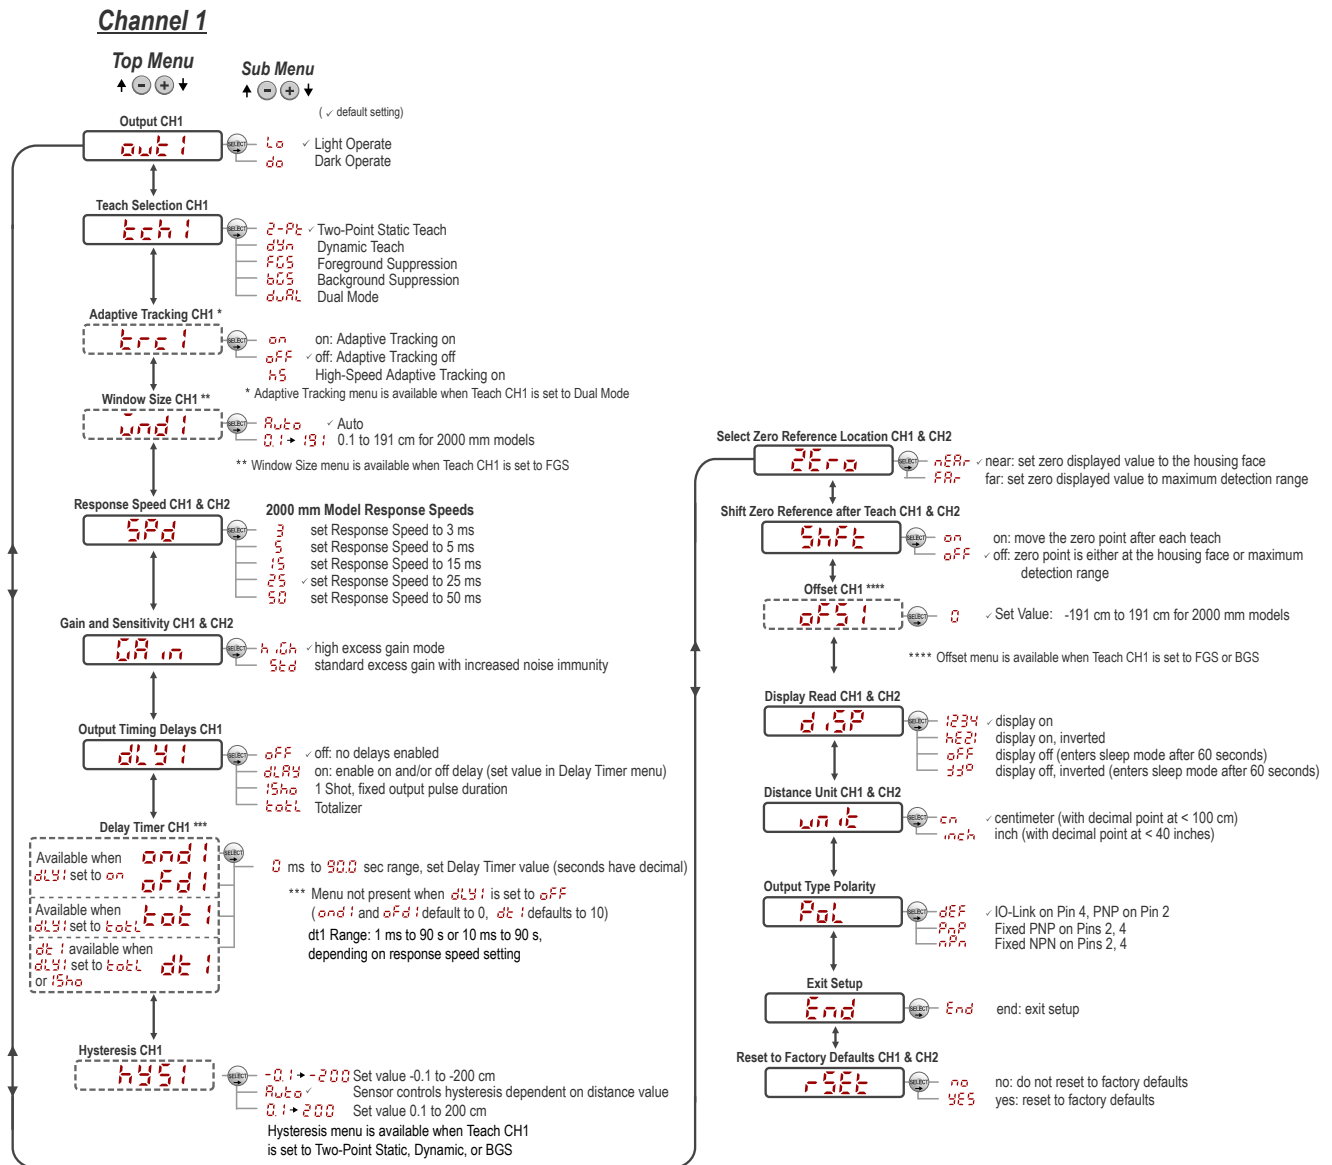 Channel 1
Top Menu
Sub Menu
- +
- +
( ✓ default setting)
Output CH1
out1
SELECT
Lo ✓ Light Operate
do Dark Operate
Teach Selection CH1
tch1
SELECT
2-Pt ✓ Two-Point Static Teach
dYn Dynamic Teach
FGS Foreground Suppression
bGS Background Suppression
duAL Dual Mode
Adaptive Tracking CH1 *
trc1
SELECT
on on: Adaptive Tracking on
oFF ✓ off: Adaptive Tracking off
hS High-Speed Adaptive Tracking on
* Adaptive Tracking menu is available when Teach CH1 is set to Dual Mode
Window Size CH1 **
wnd1
SELECT
Auto ✓ Auto
0.1 → 191 0.1 to 191 cm for 2000 mm models
** Window Size menu is available when Teach CH1 is set to FGS
Response Speed CH1 & CH2
SPd
SELECT
2000 mm Model Response Speeds
3 set Response Speed to 3 ms
5 set Response Speed to 5 ms
15 set Response Speed to 15 ms
25 ✓ set Response Speed to 25 ms
50 set Response Speed to 50 ms
Gain and Sensitivity CH1 & CH2
GAin
SELECT
hiGh ✓ high excess gain mode
Std standard excess gain with increased noise immunity
Output Timing Delays CH1
dLY1
SELECT
oFF ✓ off: no delays enabled
dLAY on: enable on and/or off delay (set value in Delay Timer menu)
1Sho 1 Shot, fixed output pulse duration
totL Totalizer
Delay Timer CH1 ***
Available when
dLY1 set to on
ond1
oFd1
SELECT
Available when
dLY1 set to totL
tot1
dt1 available when
dLY1 set to totL
or 1Sho
dt1
0 ms to 90.0 sec range, set Delay Timer value (seconds have decimal)
*** Menu not present when dLY1 is set to oFF
(ond1 and oFd1 default to 0, dt1 defaults to 10)
dt1 Range: 1 ms to 90 s or 10 ms to 90 s,
depending on response speed setting
Hysteresis CH1
hYS1
SELECT
-0.1 → -200 Set value -0.1 to -200 cm
Auto ✓ Sensor controls hysteresis dependent on distance value
0.1 → 200 Set value 0.1 to 200 cm
Hysteresis menu is available when Teach CH1
is set to Two-Point Static, Dynamic, or BGS
Select Zero Reference Location CH1 & CH2
ZEro
SELECT
nEAr ✓ near: set zero displayed value to the housing face
FAr far: set zero displayed value to maximum detection range
Shift Zero Reference after Teach CH1 & CH2
ShFt
SELECT
on on: move the zero point after each teach
oFF ✓ off: zero point is either at the housing face or maximum
detection range
Offset CH1 ****
oFS1
SELECT
0 ✓ Set Value: -191 cm to 191 cm for 2000 mm models
**** Offset menu is available when Teach CH1 is set to FGS or BGS
Display Read CH1 & CH2
diSP
SELECT
1234 ✓ display on
hEZ1 display on, inverted
oFF display off (enters sleep mode after 60 seconds)
display off, inverted (enters sleep mode after 60 seconds)
Distance Unit CH1 & CH2
unit
SELECT
cn ✓ centimeter (with decimal point at < 100 cm)
inch inch (with decimal point at < 40 inches)
Output Type Polarity
PoL
SELECT
dEF ✓ IO-Link on Pin 4, PNP on Pin 2
PnP Fixed PNP on Pins 2, 4
nPn Fixed NPN on Pins 2, 4
Exit Setup
End
SELECT
End end: exit setup
Reset to Factory Defaults CH1 & CH2
rSEt
SELECT
no no: do not reset to factory defaults
YES yes: reset to factory defaults